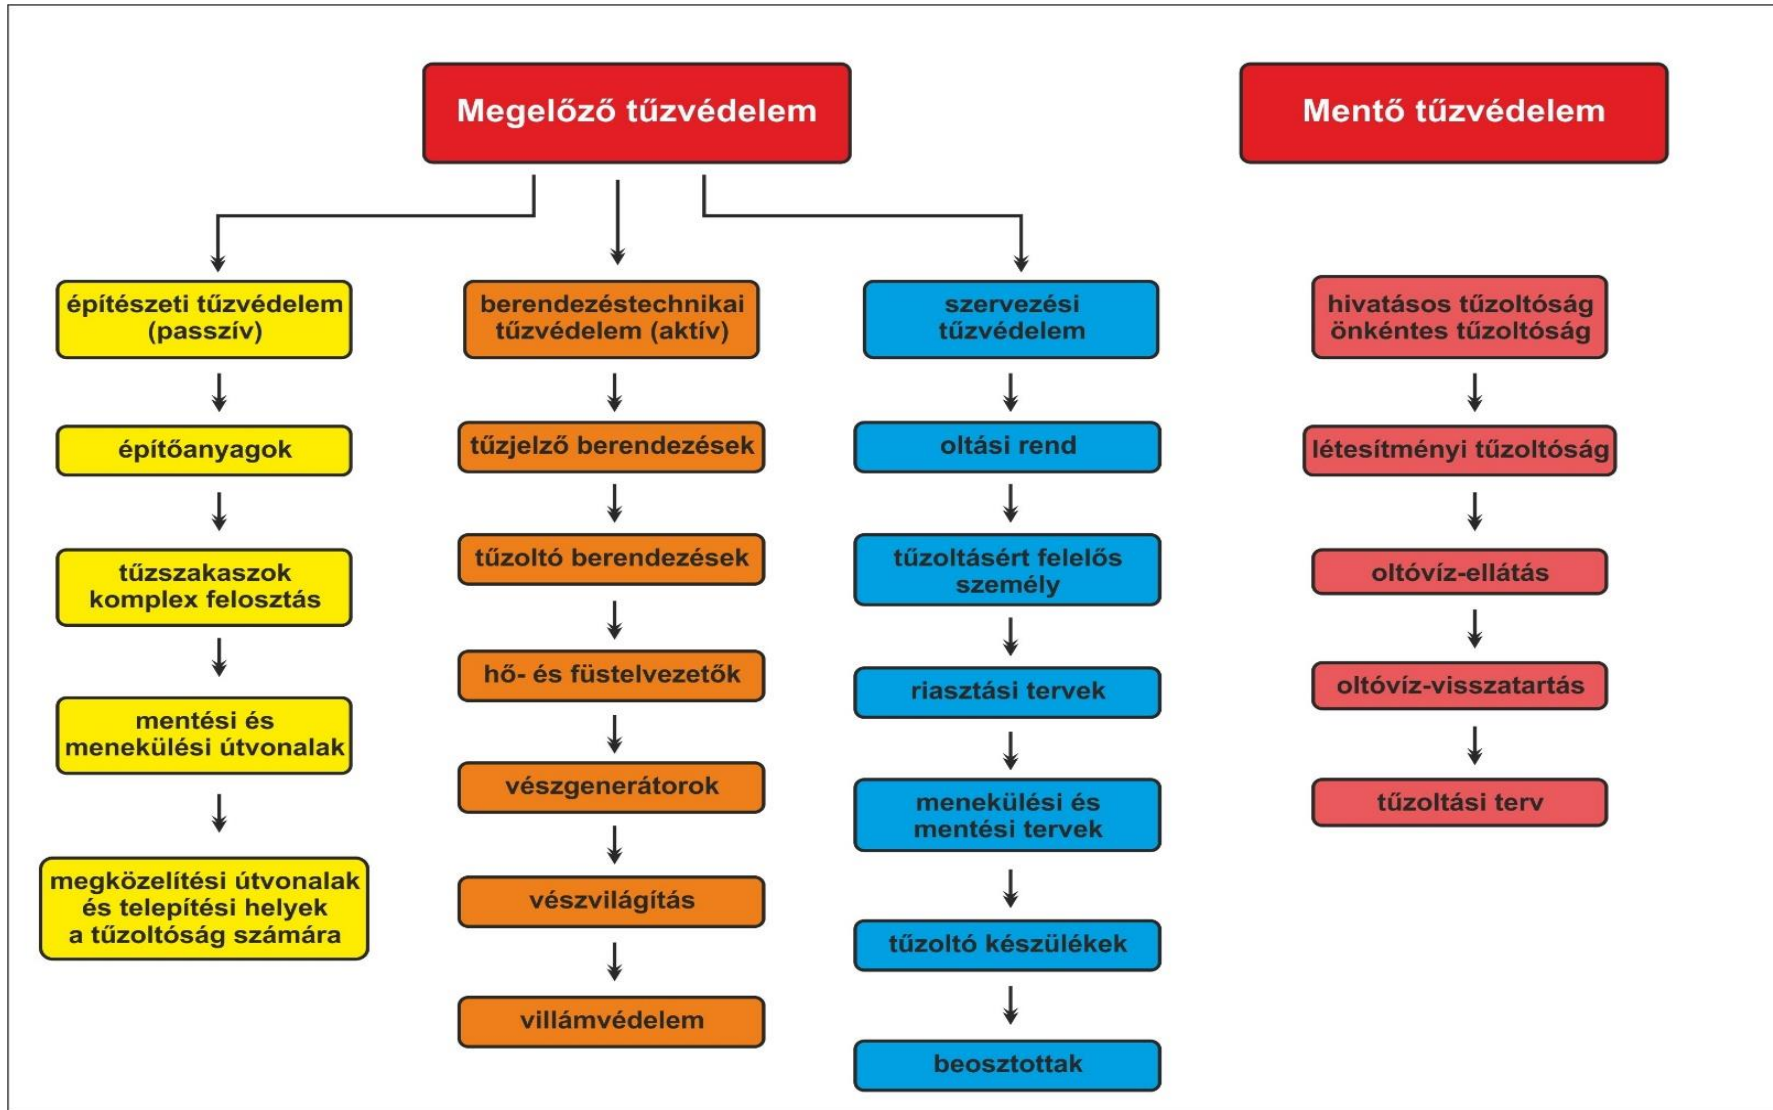 Megelőző tűzvédelem
Mentő tűzvédelem
építészeti tűzvédelem
(passzív)
építőanyagok
tűzszakaszok
komplex felosztás
mentési és
menekülési útvonalak
megközelítési útvonalak
és telepítési helyek
a tűzoltóság számára
berendezéstechnikai
tűzvédelem (aktív)
tűzjelző berendezések
tűzoltó berendezések
hő- és füstelvezetők
vészgenerátorok
vészvilágítás
villámvédelem
szervezési
tűzvédelem
oltási rend
tűzoltásért felelős
személy
riasztási tervek
menekülési és
mentési tervek
tűzoltó készülékek
beosztottak
hivatásos tűzoltóság
önkéntes tűzoltóság
létesítményi tűzoltóság
oltóvíz-ellátás
oltóvíz-visszatartás
tűzoltási terv